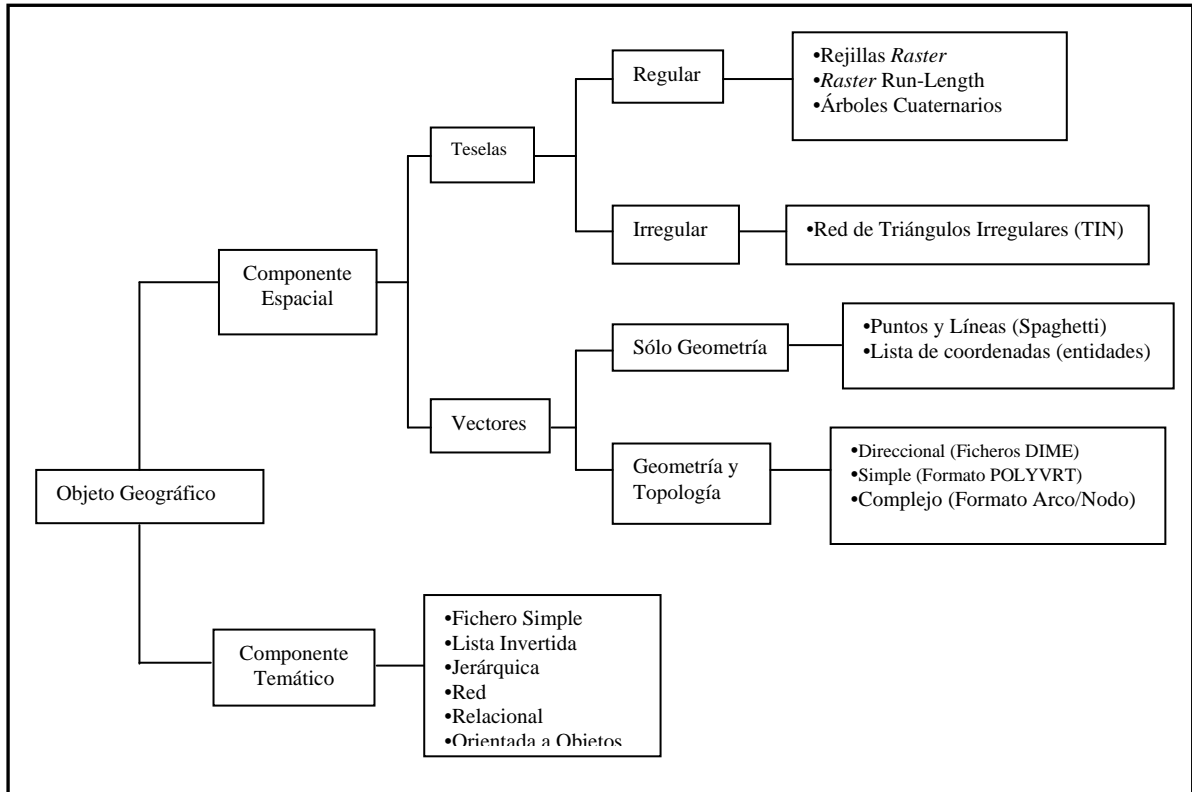 Regular
•Rejillas Raster
•Raster Run-Length
•Árboles Cuaternarios
Teselas
Irregular
•Red de Triángulos Irregulares (TIN)
Componente
Espacial
Sólo Geometría
•Puntos y Líneas (Spaghetti)
•Lista de coordenadas (entidades)
Vectores
Geometría y
Topología
•Direccional (Ficheros DIME)
•Simple (Formato POLYVRT)
•Complejo (Formato Arco/Nodo)
Objeto Geográfico
Componente
Temático
•Fichero Simple
•Lista Invertida
•Jerárquica
•Red
•Relacional
•Orientada a Objetos